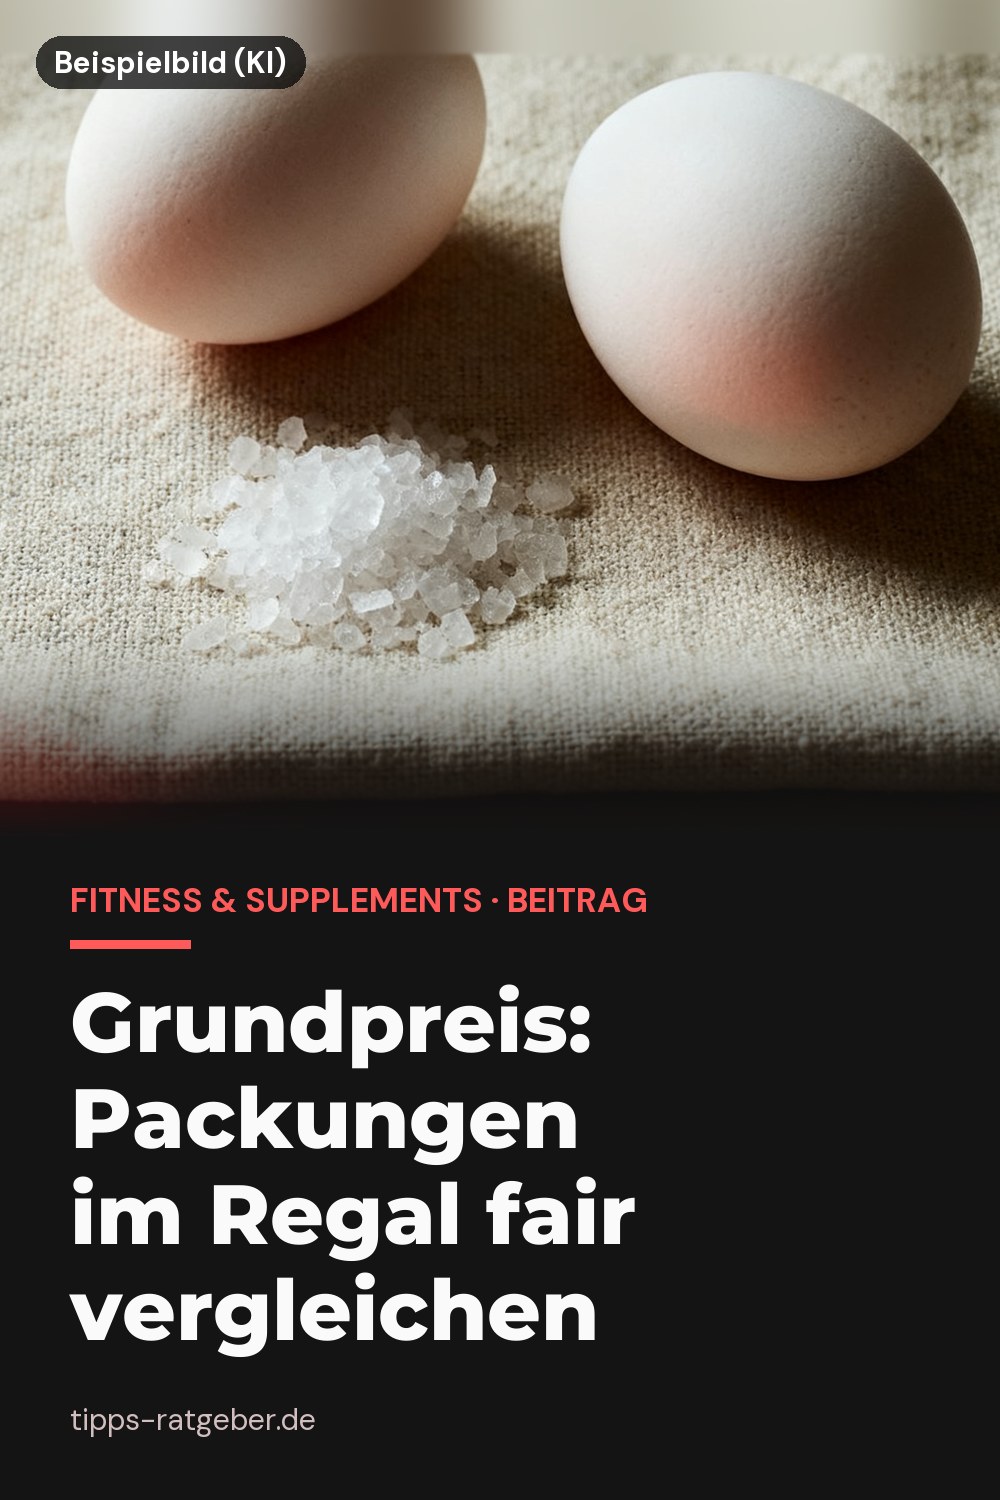 Beispielbild (KI)
FITNESS & SUPPLEMENTS · BEITRAG
Grundpreis:
Packungen
im Regal fair
vergleichen
tipps-ratgeber.de